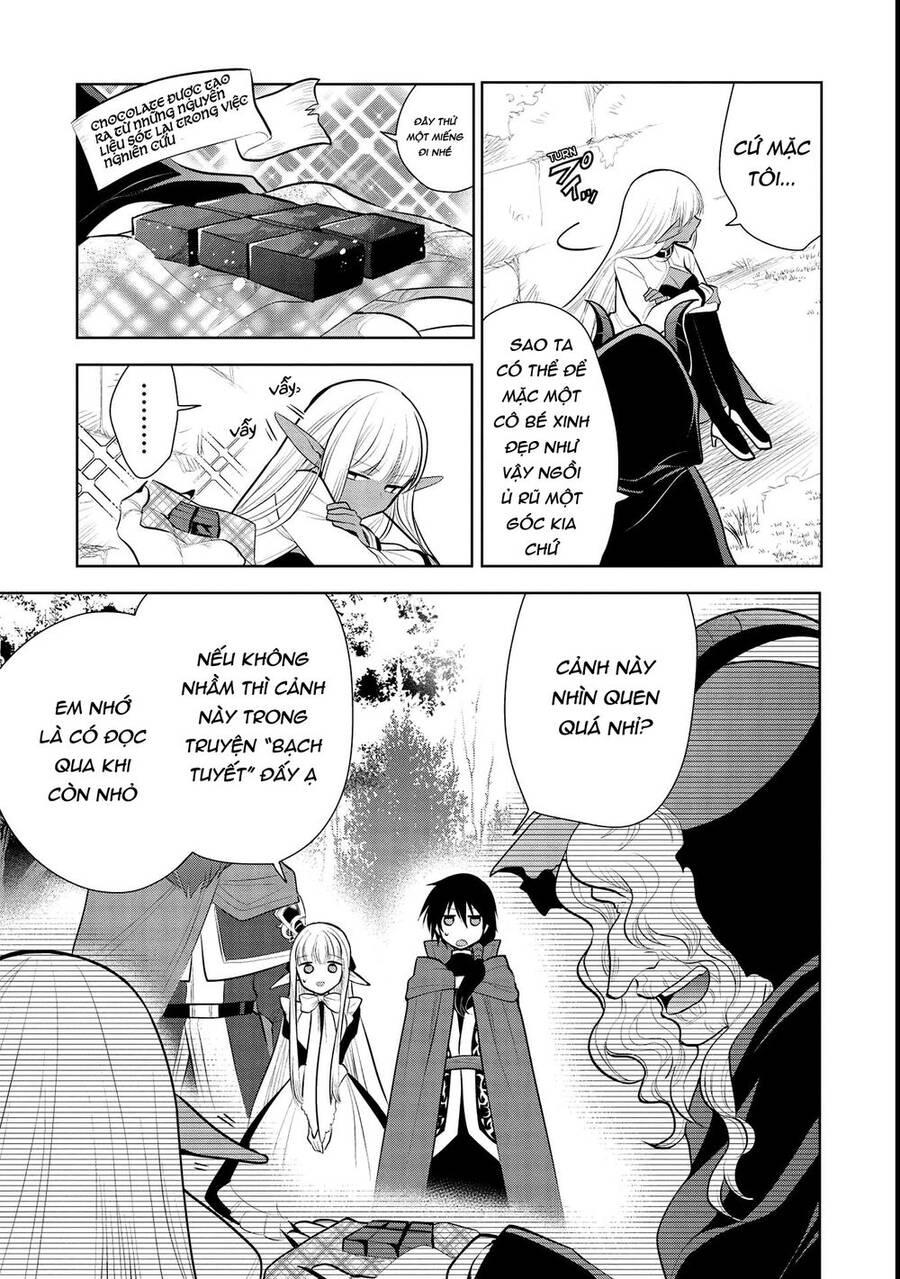 CỨ MẶC
TÔI...
TURN
プイッ
SAO TA
CÓ THỂ ĐỂ
MẶC MỘT
CÔ BÉ XINH
ĐẸP NHƯ
VẬY NGỒI
Ủ RŨ MỘT
GÓC KIA
CHỨ
ĐÂY THỬ
MỘT MIẾNG
ĐI NHÉ
CHOCOLATE ĐƯỢC TẠO
RA TỪ NHỮNG NGUYÊN
LIỆU SÓT LẠI TRONG VIỆC
NGHIÊN CỨU
vẫy
vẫy
........
CẢNH NÀY
NHÌN QUEN
QUÁ NHỈ?
NẾU KHÔNG
NHẦM THÌ CẢNH
NÀY TRONG
TRUYỆN “BẠCH
TUYẾT” ĐẤY Ạ
EM NHỚ
LÀ CÓ ĐỌC
QUA KHI
CÒN NHỎ